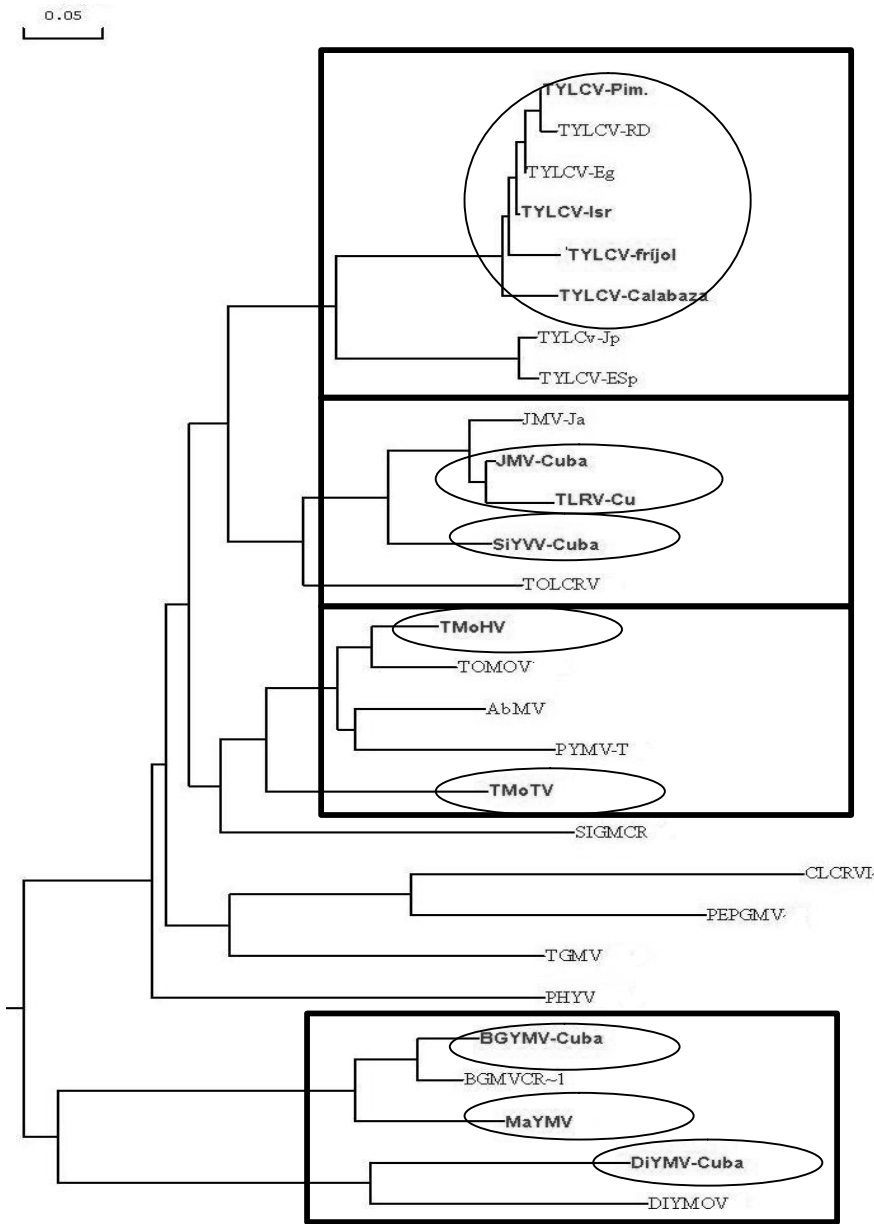 0.05
TYLCV-Pim.
TYLCV-RD
TYLCV-Eg
TYLCV-Isr
'TYLCV-frijol
TYLCV-Calabaza
TYLCv-Jp
TYLCV-ESp
JMV-Ja
JMV-Cuba
TLRV-Cu
SiYVV-Cuba
TOLCRV
TMoHV
TOMOV
AbMV
PYMV-T
TMoTV
SIGMCR
CLCRVI
PEPGMV
TGMV
PHYV
BGYMV-Cuba
BGMVCR~1
MaYMV
DiYMV-Cuba
DIYMOV